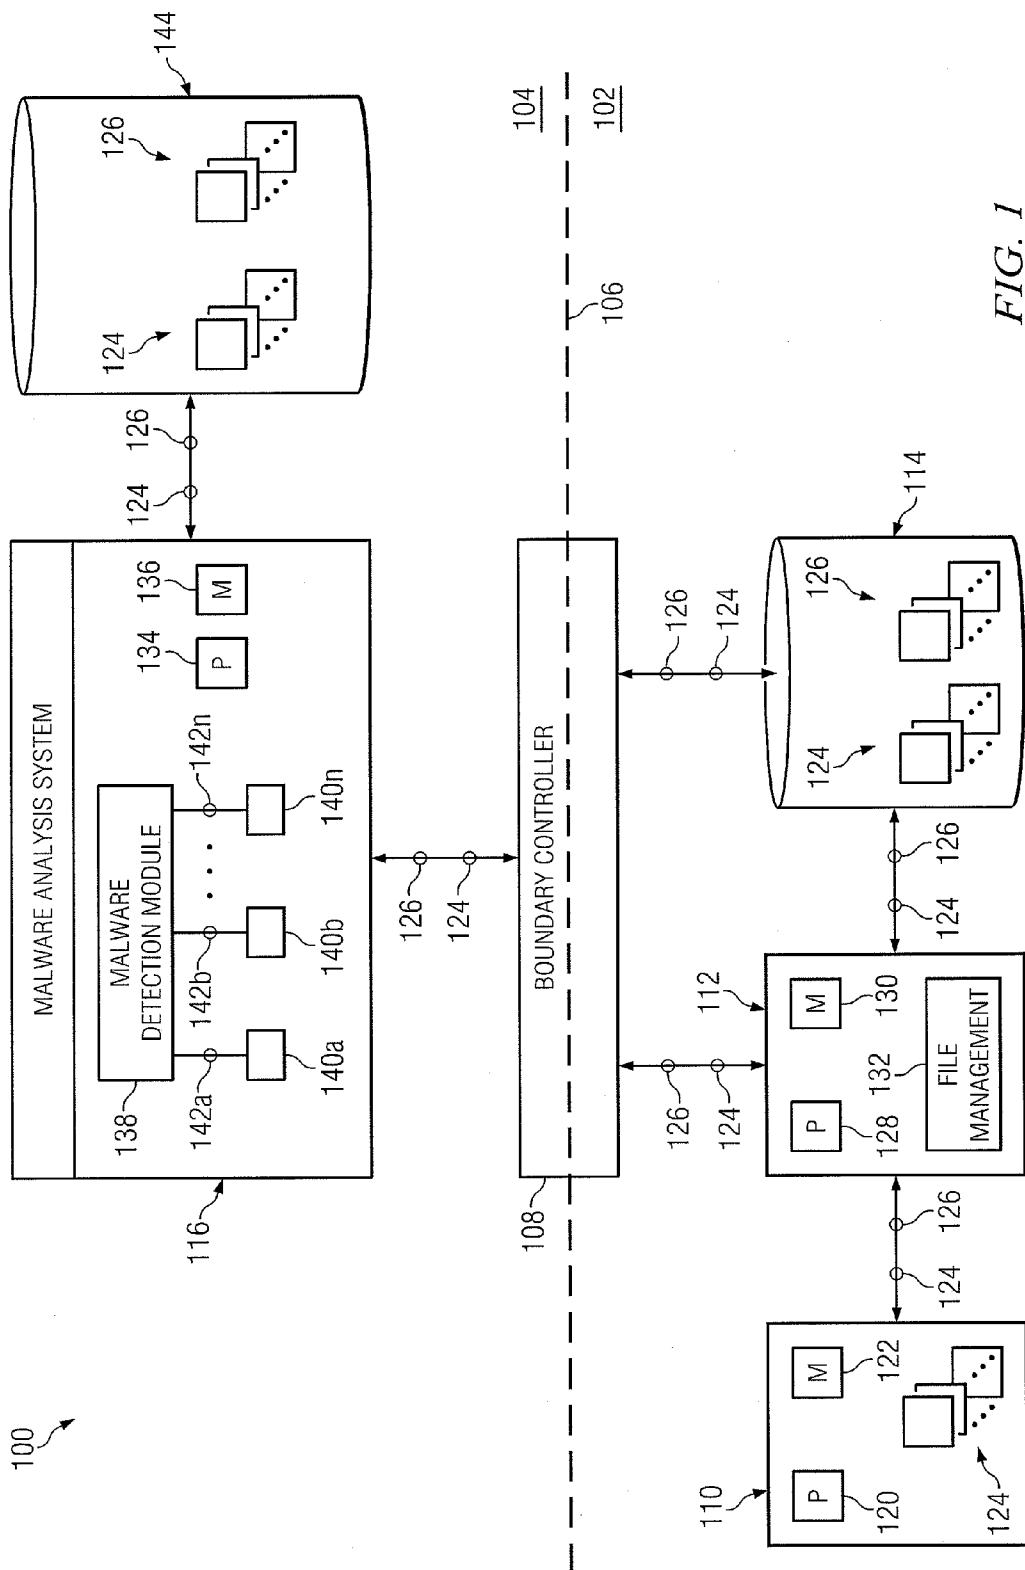 100
MALWARE ANALYSIS SYSTEM
MALWARE
DETECTION MODULE
138
142a
142b
142n
134
136
P
M
140a
140b
140n
116
124
126
124
126
144
126
124
104
102
106
108
BOUNDARY CONTROLLER
126
124
126
124
110
P
M
120
122
124
124
126
112
P
M
128
130
132
FILE
MANAGEMENT
124
126
114
124
126
FIG. 1